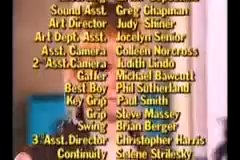 Sound Asst. Greg Chapman
Art Director Judy Shiner
Art Dept. Asst. Jocelyn Senior
Asst. Camera Colleen Norcross
2nd Asst. Camera Judith Lindo
Gaffer Michael Bawcutt
Best Boy Phil Sutherland
Key Grip Paul Smith
Grip Steve Massey
Swing Brian Berger
3rd Asst. Director Christopher Harris
Continuity Selene Strilesky